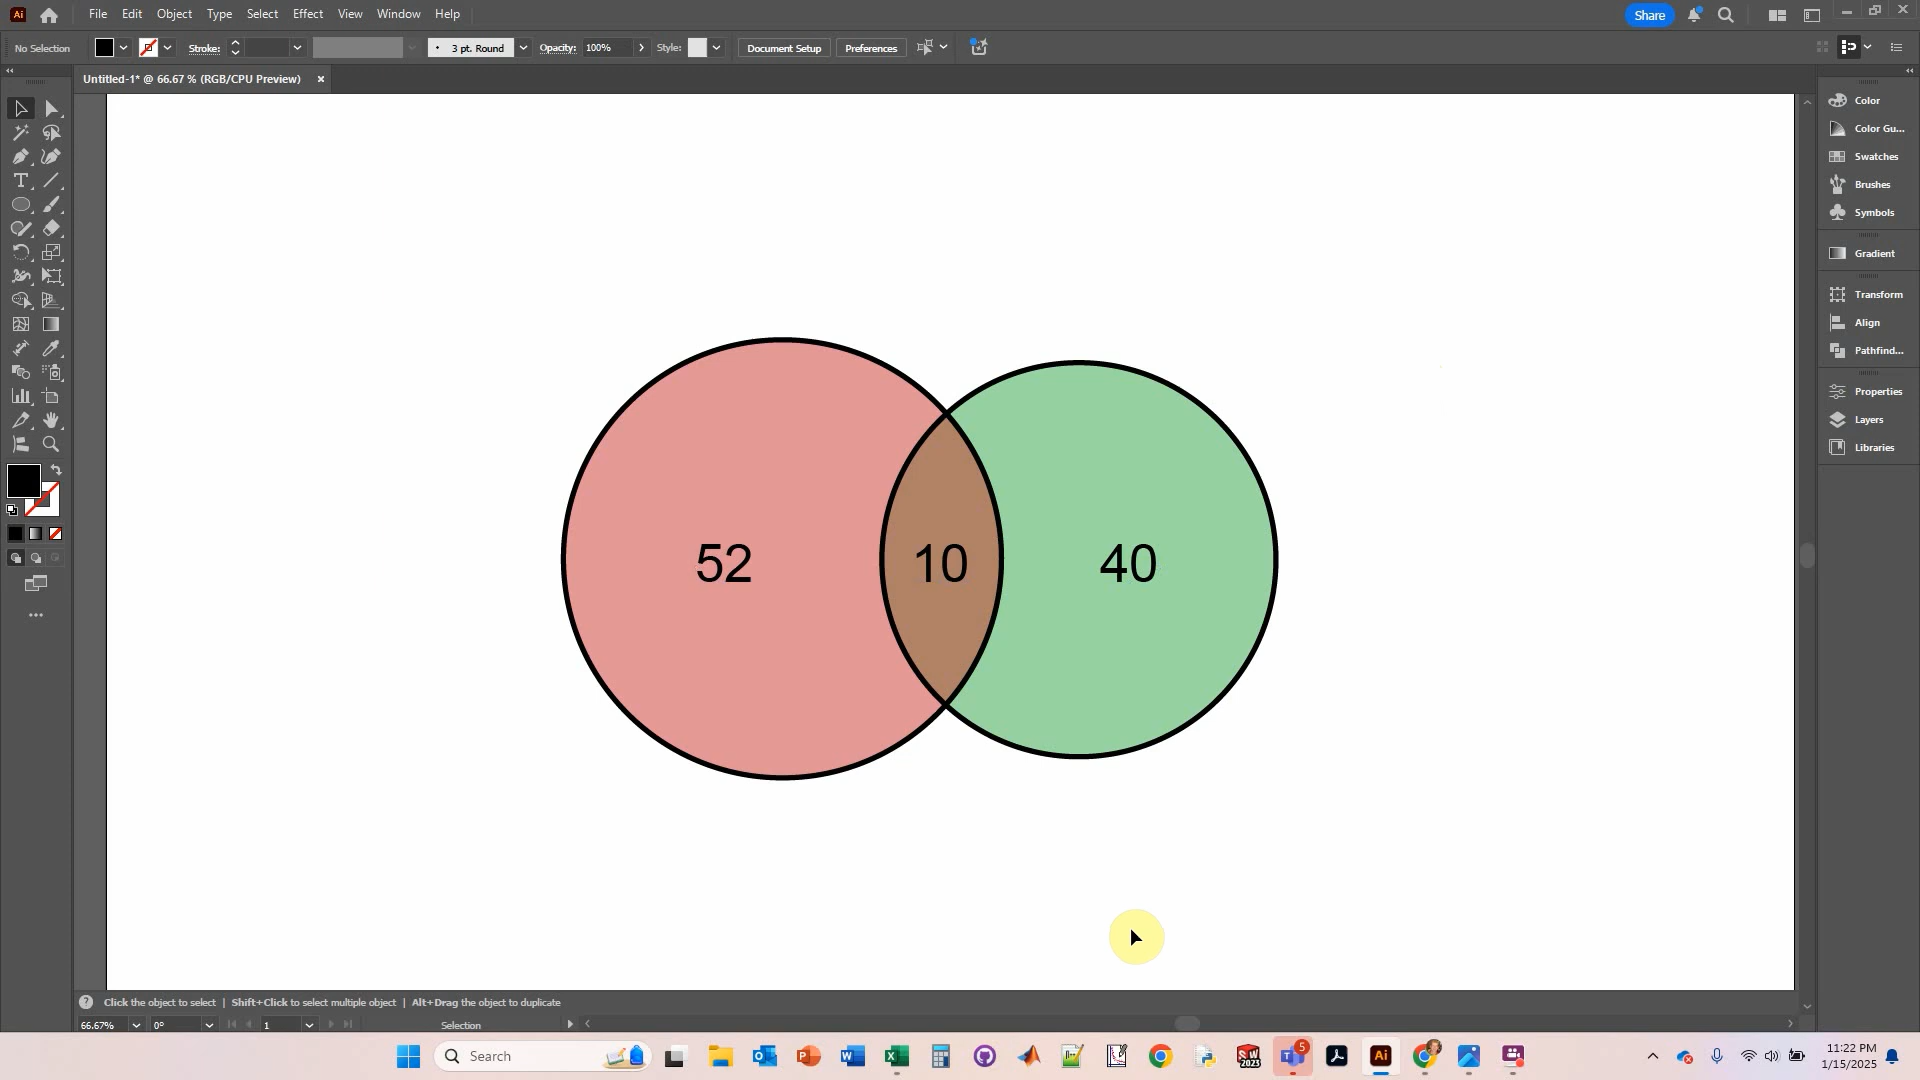 Ai File Edit Object Type Select Effect View Window Help Share
No Selection Stroke: 3 pt. Round Opacity: 100% Style: Document Setup Preferences
Untitled-1* @ 66.67 % (RGB/CPU Preview) ×
Color
Color Gu...
Swatches
Brushes
Symbols
Gradient
Transform
Align
Pathfind...
Properties
Layers
Libraries
52 10 40
Click the object to select | Shift+Click to select multiple object | Alt+Drag the object to duplicate
66.67% 0° 1 Selection
Search 5 11:22 PM
1/15/2025